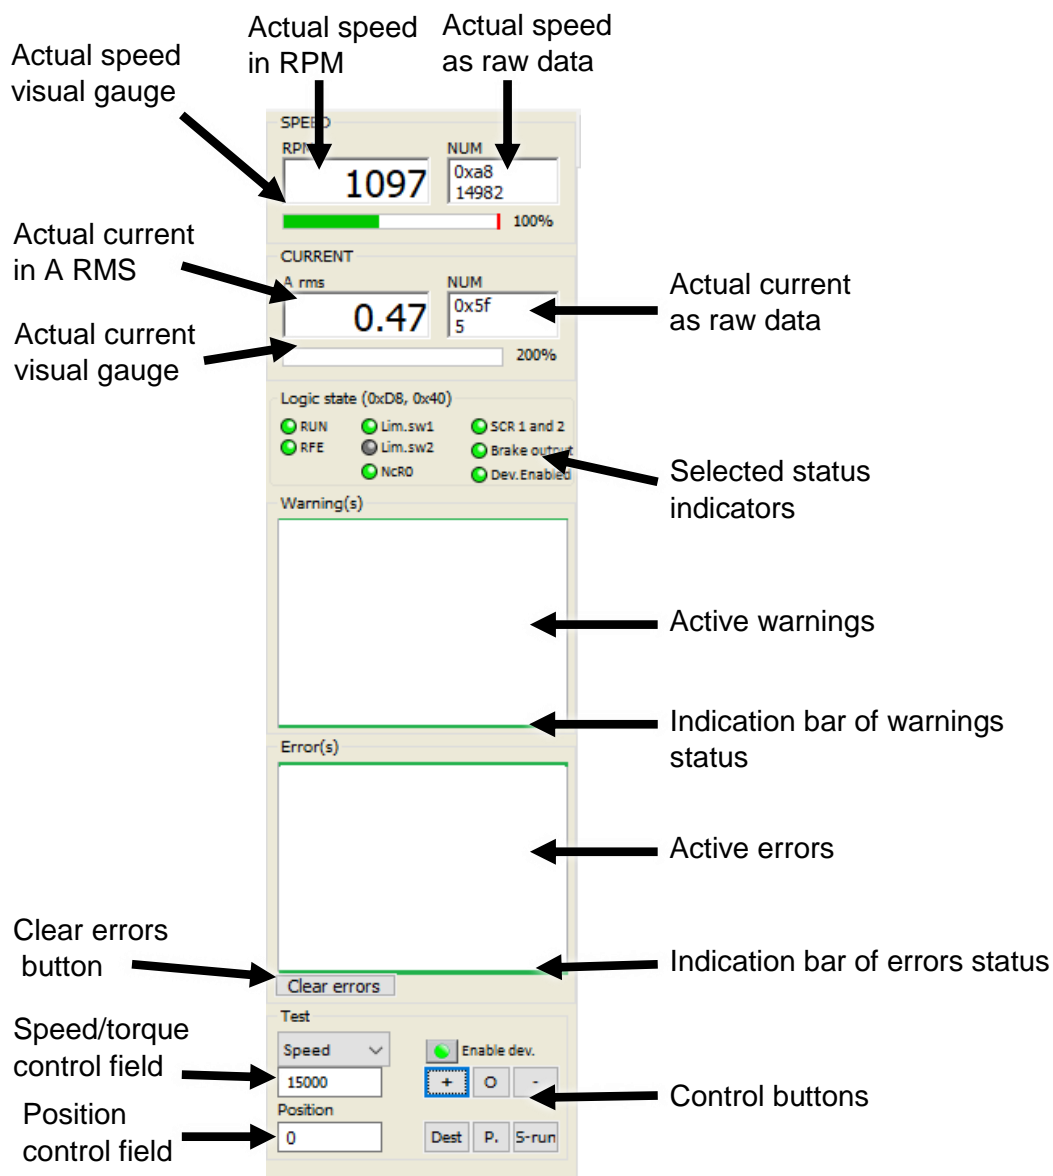 Actual speed
visual gauge
Actual speed
in RPM
Actual speed
as raw data
SPEED
RPM
NUM
1097
0xa8
14982
100%
Actual current
in A RMS
CURRENT
A rms
NUM
0.47
0x5f
5
200%
Actual current
as raw data
Actual current
visual gauge
Logic state (0xD8, 0x40)
RUN
Lim.sw1
SCR 1 and 2
RFE
Lim.sw2
Brake output
NcR0
Dev.Enabled
Selected status
indicators
Warning(s)
Active warnings
Indication bar of warnings
status
Error(s)
Active errors
Indication bar of errors status
Clear errors
button
Clear errors
Test
Speed/torque
control field
Speed
Enable dev.
15000
+
O
-
Control buttons
Position
Position
control field
0
Dest
P.
S-run